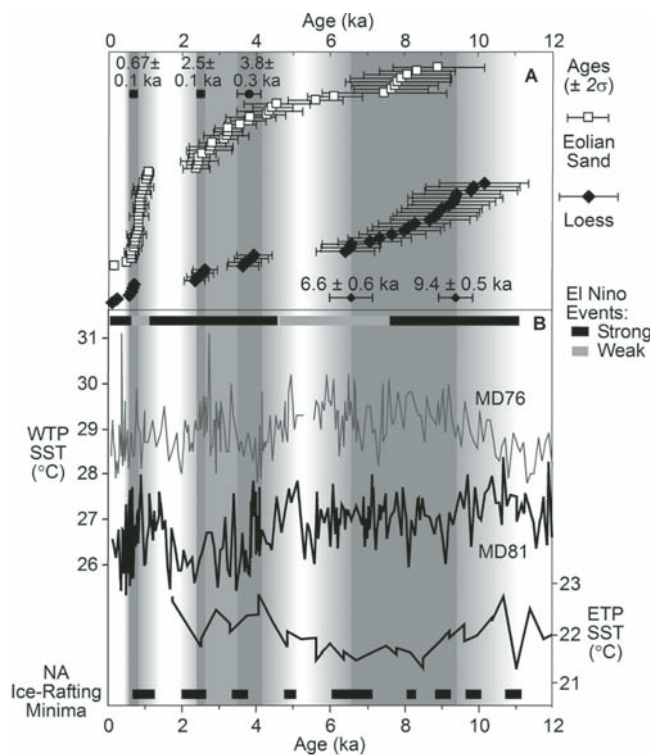 Age (ka)
0 2 4 6 8 10 12
0.67± 2.5± 3.8±
0.1 ka 0.1 ka 0.3 ka
A
Ages
(± 2σ)
Eolian
Sand
Loess
6.6 ± 0.6 ka 9.4 ± 0.5 ka
El Nino
Events:
Strong
Weak
B
31
30
29
28
27
26
WTP
SST
(°C)
MD76
MD81
23
22
21
ETP
SST
(°C)
NA
Ice-Rafting
Minima
0 2 4 6 8 10 12
Age (ka)